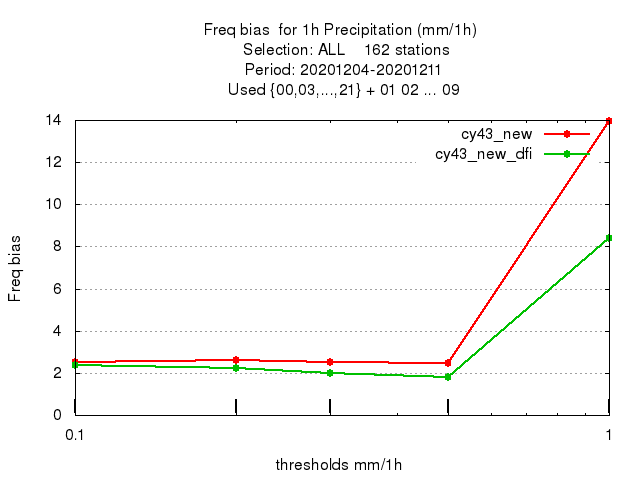 Freq bias  for 1h Precipitation (mm/1h)
Selection: ALL    162 stations
Period: 20201204-20201211
Used {00,03,...,21} + 01 02 ... 09
cy43_new
cy43_new_dfi
14
12
10
8
6
4
2
0
Freq bias
0.1
1
thresholds mm/1h